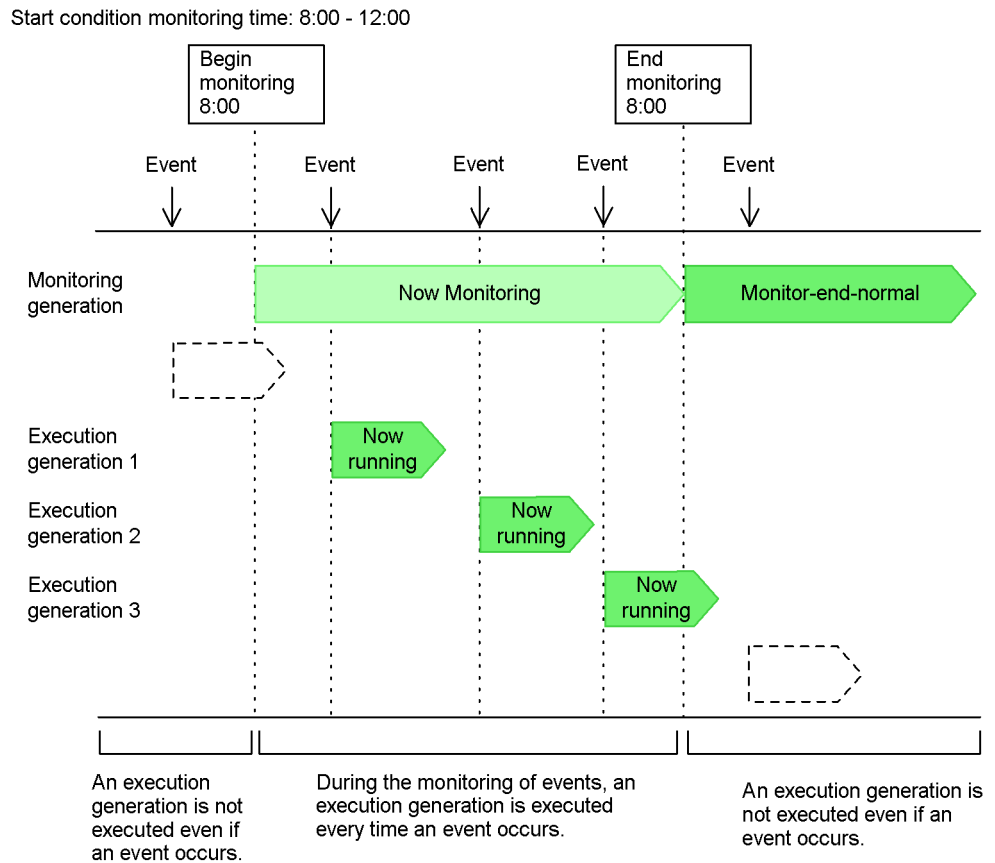 Start condition monitoring time: 8:00 - 12:00
Begin
monitoring
8:00
End
monitoring
8:00
Event
Event
Event
Event
Event
Monitoring
generation
Now Monitoring
Monitor-end-normal
Execution
generation 1
Now
running
Execution
generation 2
Now
running
Execution
generation 3
Now
running
An execution
generation is not
executed even if
an event occurs.
During the monitoring of events, an
execution generation is executed
every time an event occurs.
An execution generation is
not executed even if an
event occurs.